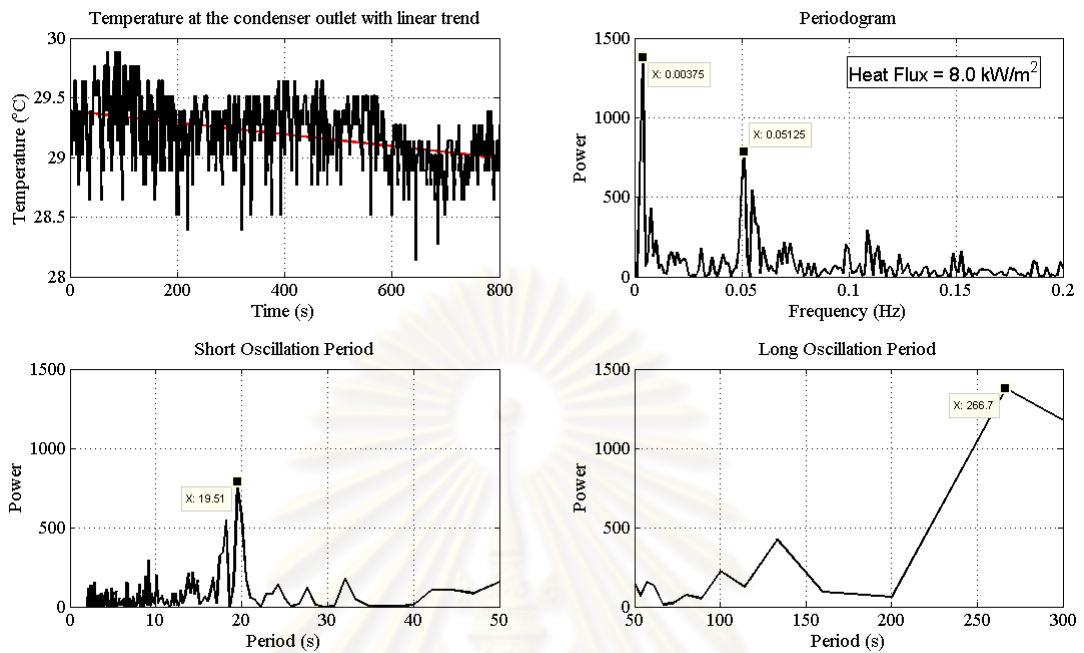 Temperature at the condenser outlet with linear trend
30
29.5
29
28.5
28
Temperature (°C)
0 200 400 600 800
Time (s)
Periodogram
1500
1000
500
0
Power
X: 0.00375
X: 0.05125
Heat Flux = 8.0 kW/m²
0 0.05 0.1 0.15 0.2
Frequency (Hz)
Short Oscillation Period
1500
1000
500
0
Power
X: 19.51
0 10 20 30 40 50
Period (s)
Long Oscillation Period
1500
1000
500
0
Power
X: 266.7
50 100 150 200 250 300
Period (s)